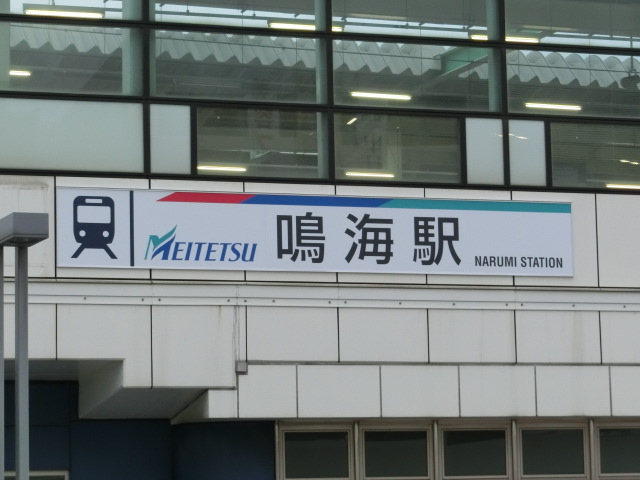 MEITETSU 鳴海駅 NARUMI STATION